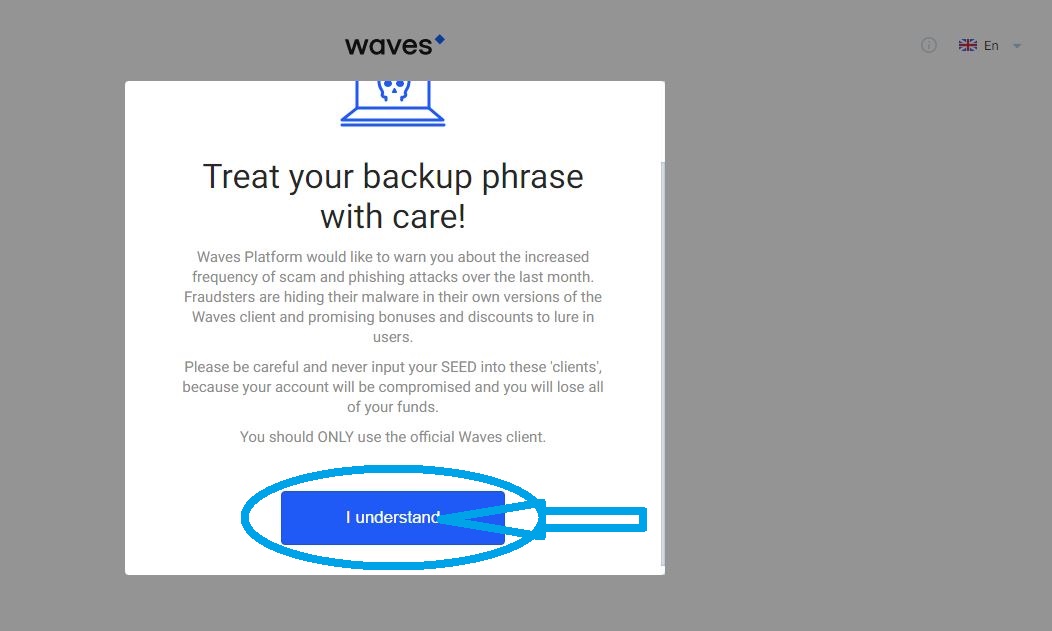 waves
En
Treat your backup phrase
with care!
Waves Platform would like to warn you about the increased
frequency of scam and phishing attacks over the last month.
Fraudsters are hiding their malware in their own versions of the
Waves client and promising bonuses and discounts to lure in
users.
Please be careful and never input your SEED into these 'clients',
because your account will be compromised and you will lose all
of your funds.
You should ONLY use the official Waves client.
I understand